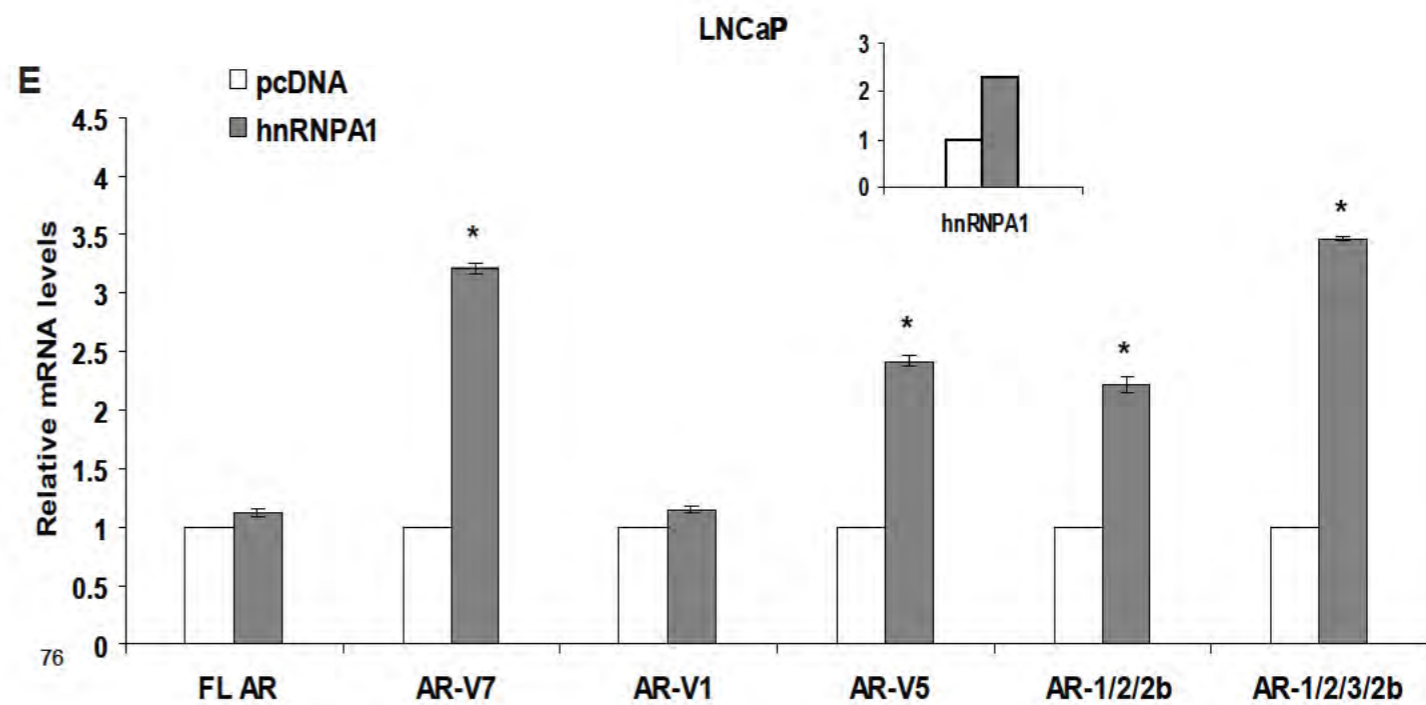 LNCaP
E
pcDNA
hnRNPA1
3
2
1
0
hnRNPA1
4.5
4
3.5
3
2.5
2
1.5
1
0.5
0
Relative mRNA levels
*
*
*
*
76
FL AR AR-V7 AR-V1 AR-V5 AR-1/2/2b AR-1/2/3/2b